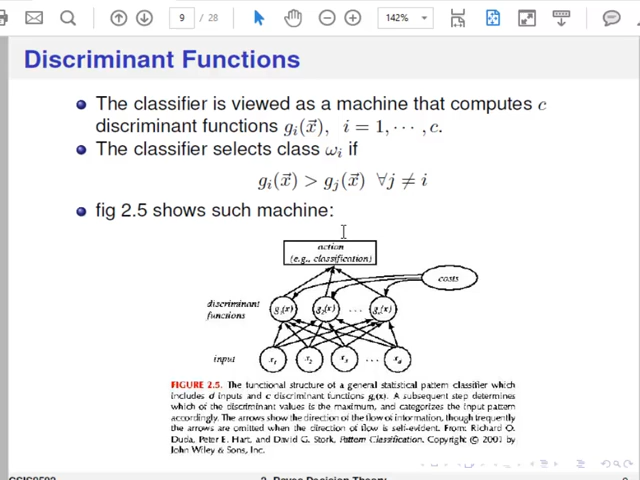 9 / 28 142%
Discriminant Functions
The classifier is viewed as a machine that computes c
discriminant functions gᵢ(x⃗), i = 1, ⋯ , c.
The classifier selects class ωᵢ if
gᵢ(x⃗) > gⱼ(x⃗) ∀j ≠ i
fig 2.5 shows such machine:
action
(e.g., classification)
costs
discriminant
functions
g₁(x) g₂(x) ...
input
x₁ x₂ x₃ ... x_d
FIGURE 2.5. The functional structure of a general statistical pattern classifier which
includes d inputs and c discriminant functions gᵢ(x). A subsequent step determines
which of the discriminant values is the maximum, and categorizes the input pattern
accordingly. The arrows show the direction of the flow of information, though frequently
the arrows are omitted when the direction of flow is self-evident. From: Richard O.
Duda, Peter E. Hart, and David G. Stork, Pattern Classification. Copyright © 2001 by
John Wiley & Sons, Inc.
2. Bayes Decision Theory